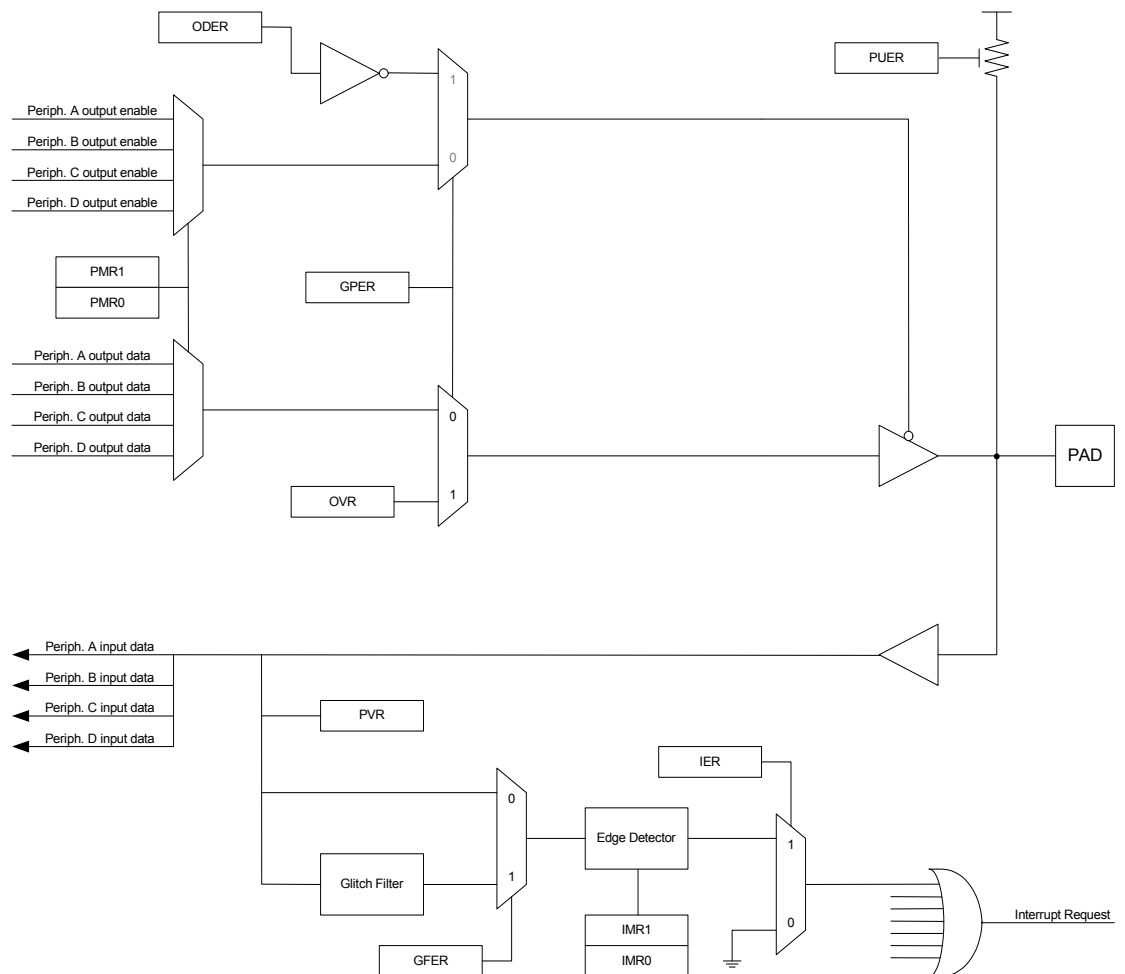 ODER
PUER
1
Periph. A output enable
Periph. B output enable
0
Periph. C output enable
Periph. D output enable
PMR1
GPER
PMR0
Periph. A output data
Periph. B output data
0
Periph. C output data
Periph. D output data
PAD
OVR
1
Periph. A input data
Periph. B input data
Periph. C input data
PVR
Periph. D input data
IER
0
Edge Detector
1
Glitch Filter
1
IMR1
0
Interrupt Request
GFER
IMR0